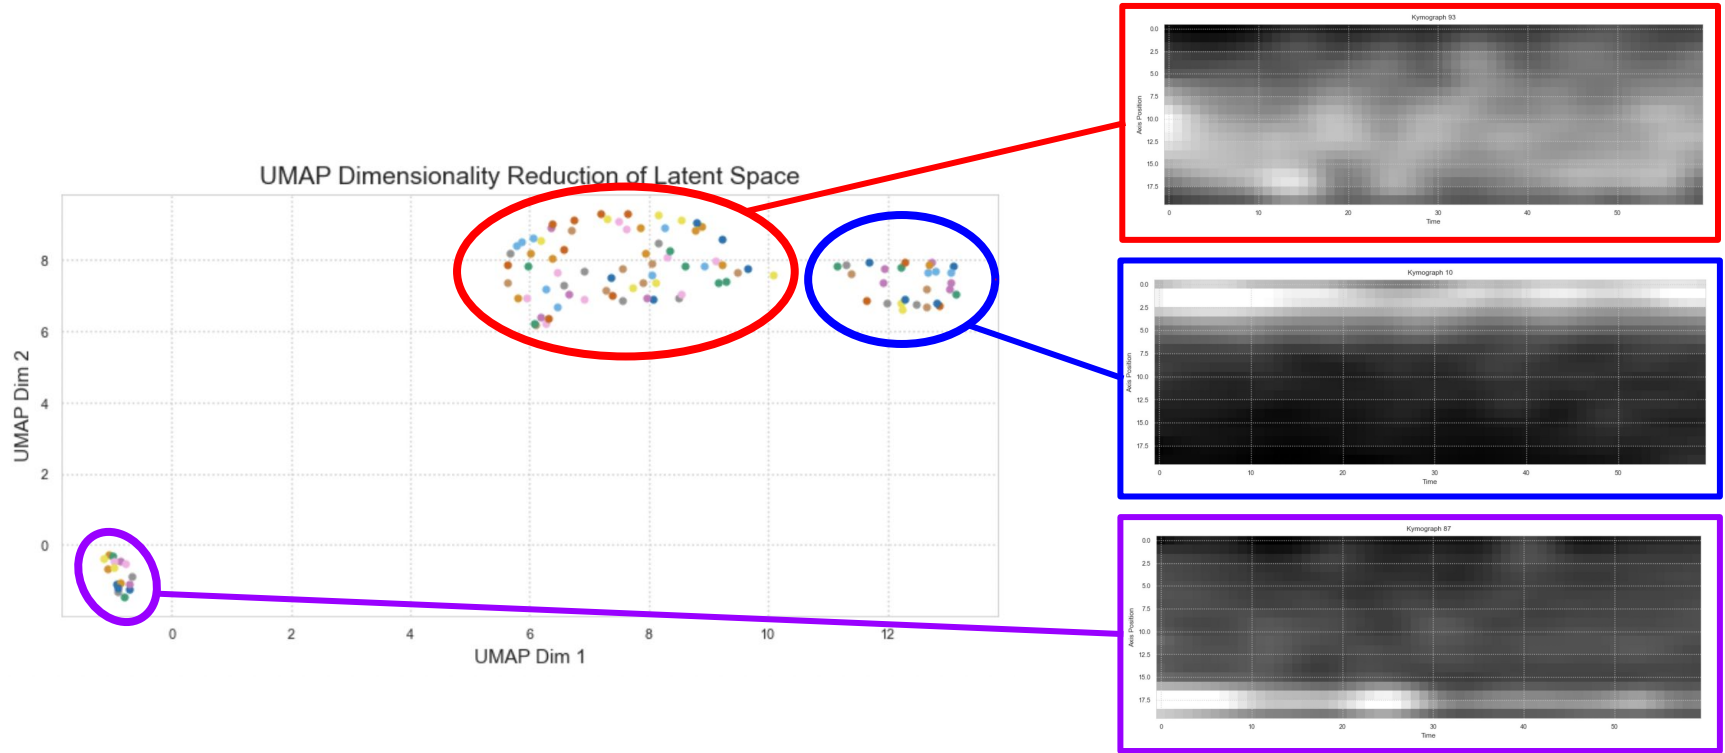 UMAP Dimensionality Reduction of Latent Space
UMAP Dim 2
8
6
4
2
0
0 2 4 6 8 10 12
UMAP Dim 1
Kymograph 93
Axis Position
0.0
2.5
5.0
7.5
10.0
12.5
15.0
17.5
0 10 20 30 40 50
Time
Kymograph 10
Axis Position
0.0
2.5
5.0
7.5
10.0
12.5
15.0
17.5
0 10 20 30 40 50
Time
Kymograph 87
Axis Position
0.0
2.5
5.0
7.5
10.0
12.5
15.0
17.5
0 10 20 30 40 50
Time